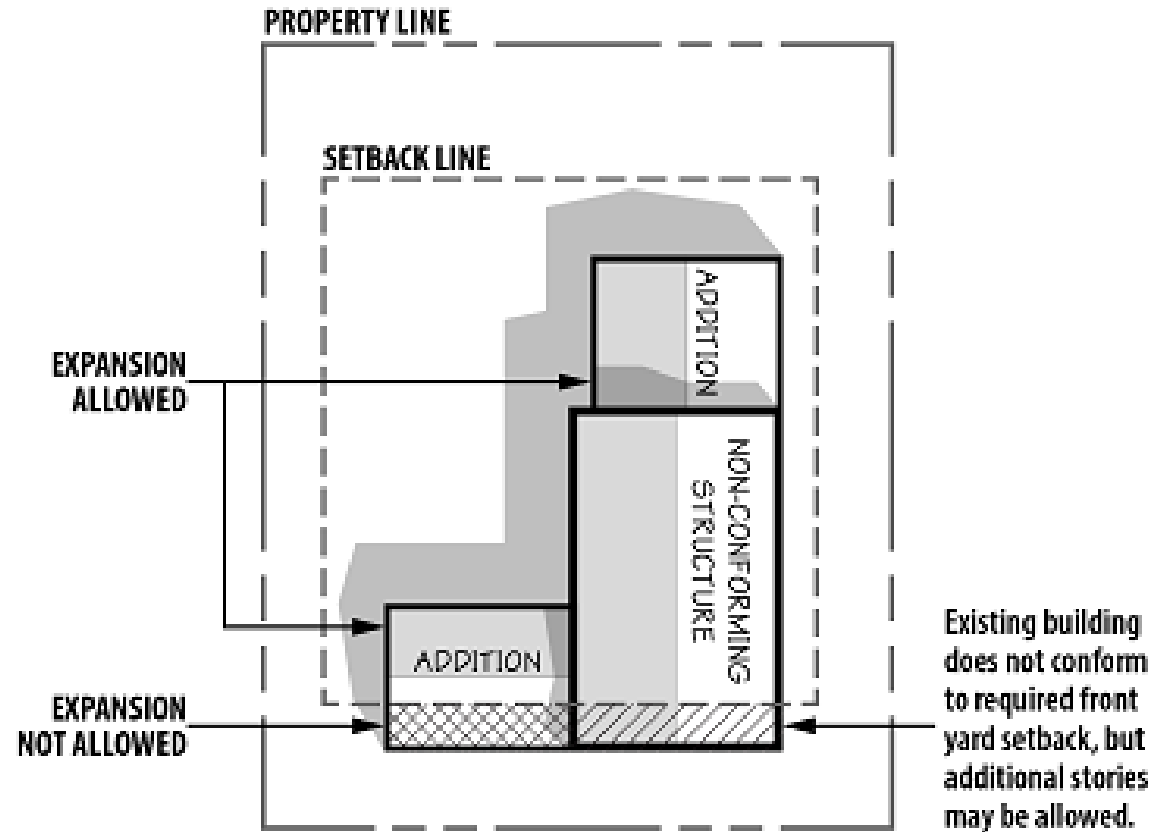 PROPERTY LINE
SETBACK LINE
ADDITION
EXPANSION
ALLOWED
NON-CONFORMING
STRUCTURE
ADDITION
EXPANSION
NOT ALLOWED
Existing building
does not conform
to required front
yard setback, but
additional stories
may be allowed.